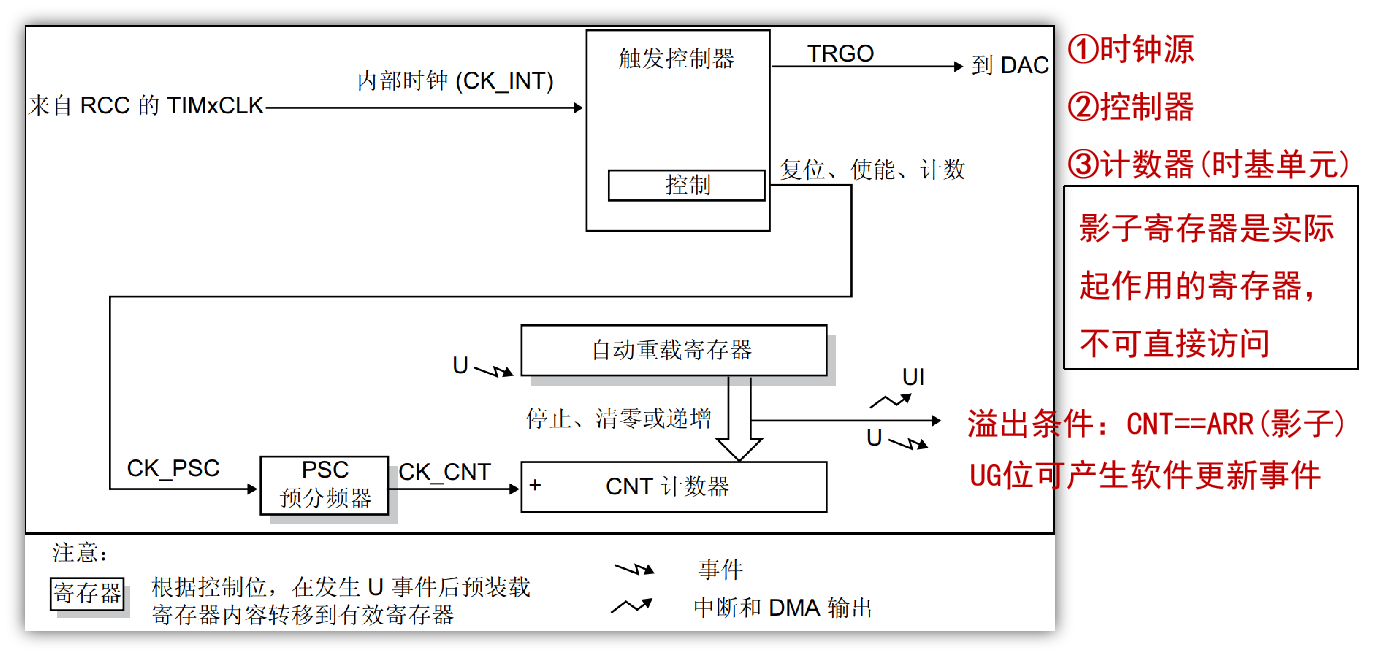 来自 RCC 的 TIMxCLK
内部时钟 (CK_INT)
触发控制器
控制
TRGO
到 DAC
复位、使能、计数
①时钟源
②控制器
③计数器(时基单元)
影子寄存器是实际
起作用的寄存器，
不可直接访问
U
自动重载寄存器
停止、清零或递增
UI
U
溢出条件：CNT==ARR(影子)
UG位可产生软件更新事件
CK_PSC
PSC
预分频器
CK_CNT
+
CNT 计数器
注意：
寄存器
根据控制位，在发生 U 事件后预装载
寄存器内容转移到有效寄存器
事件
中断和 DMA 输出